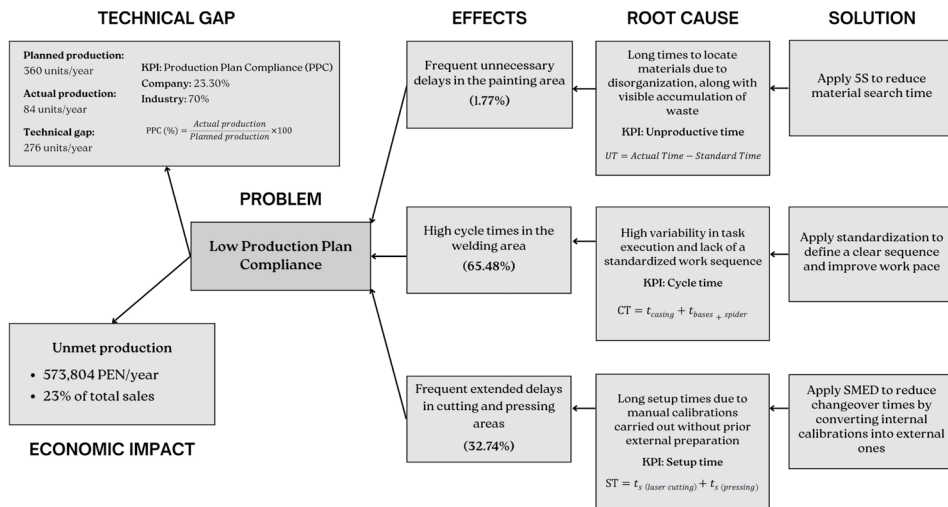 TECHNICAL GAP
Planned production:
360 units/year
Actual production:
84 units/year
Technical gap:
276 units/year
KPI: Production Plan Compliance (PPC)
Company: 23.30%
Industry: 70%
PPC (%) = Actual production / Planned production ×100
PROBLEM
Low Production Plan
Compliance
Unmet production
• 573,804 PEN/year
• 23% of total sales
ECONOMIC IMPACT
EFFECTS
Frequent unnecessary
delays in the painting area
(1.77%)
High cycle times in the
welding area
(65.48%)
Frequent extended delays
in cutting and pressing
areas
(32.74%)
ROOT CAUSE
Long times to locate
materials due to
disorganization, along with
visible accumulation of
waste
KPI: Unproductive time
UT = Actual Time − Standard Time
High variability in task
execution and lack of a
standardized work sequence
KPI: Cycle time
CT = t casing + t bases + spider
Long setup times due to
manual calibrations
carried out without prior
external preparation
KPI: Setup time
ST = t s (laser cutting) + t s (pressing)
SOLUTION
Apply 5S to reduce
material search time
Apply standardization to
define a clear sequence
and improve work pace
Apply SMED to reduce
changeover times by
converting internal
calibrations into external
ones